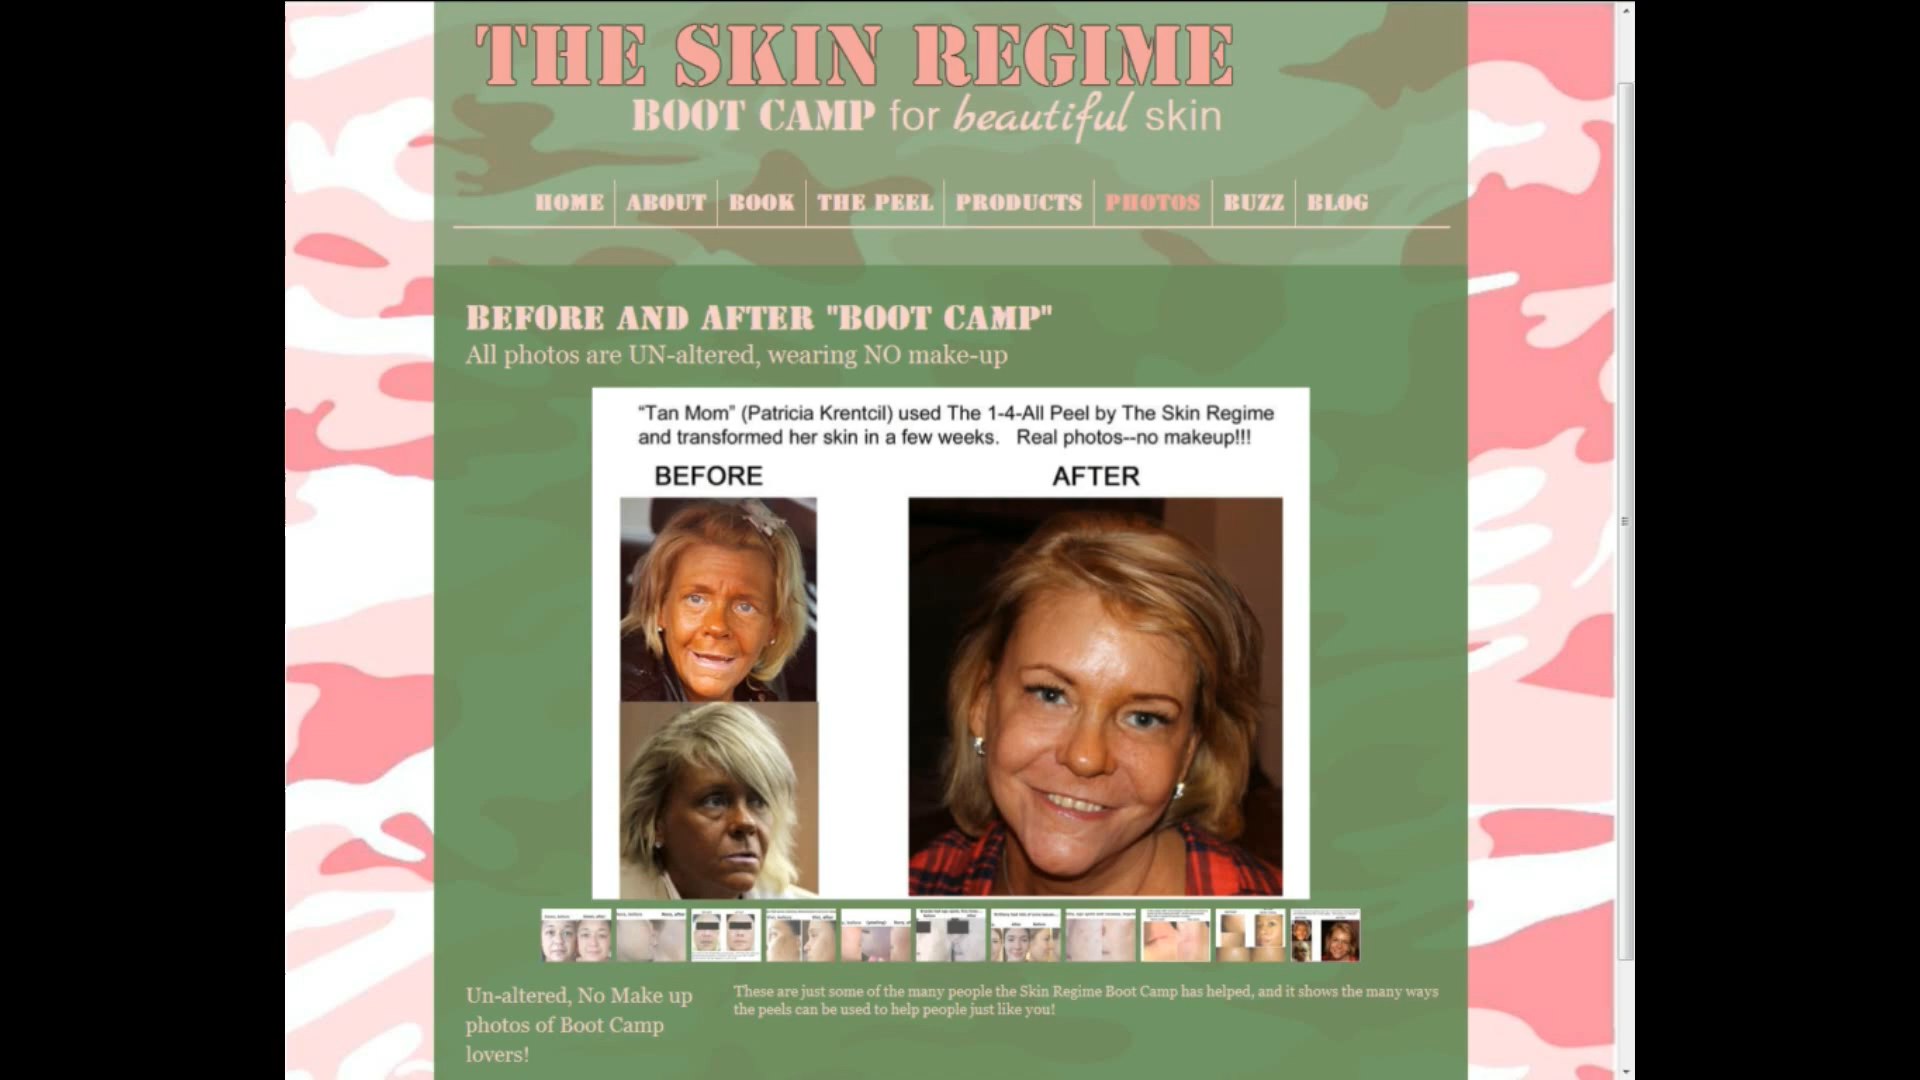 THE SKIN REGIME
BOOT CAMP for beautiful skin
HOME ABOUT BOOK THE PEEL PRODUCTS PHOTOS BUZZ BLOG
BEFORE AND AFTER "BOOT CAMP"
All photos are UN-altered, wearing NO make-up
“Tan Mom” (Patricia Krentcil) used The 1-4-All Peel by The Skin Regime
and transformed her skin in a few weeks. Real photos--no makeup!!!
BEFORE AFTER
Un-altered, No Make up
photos of Boot Camp
lovers!
These are just some of the many people the Skin Regime Boot Camp has helped, and it shows the many ways
the peels can be used to help people just like you!